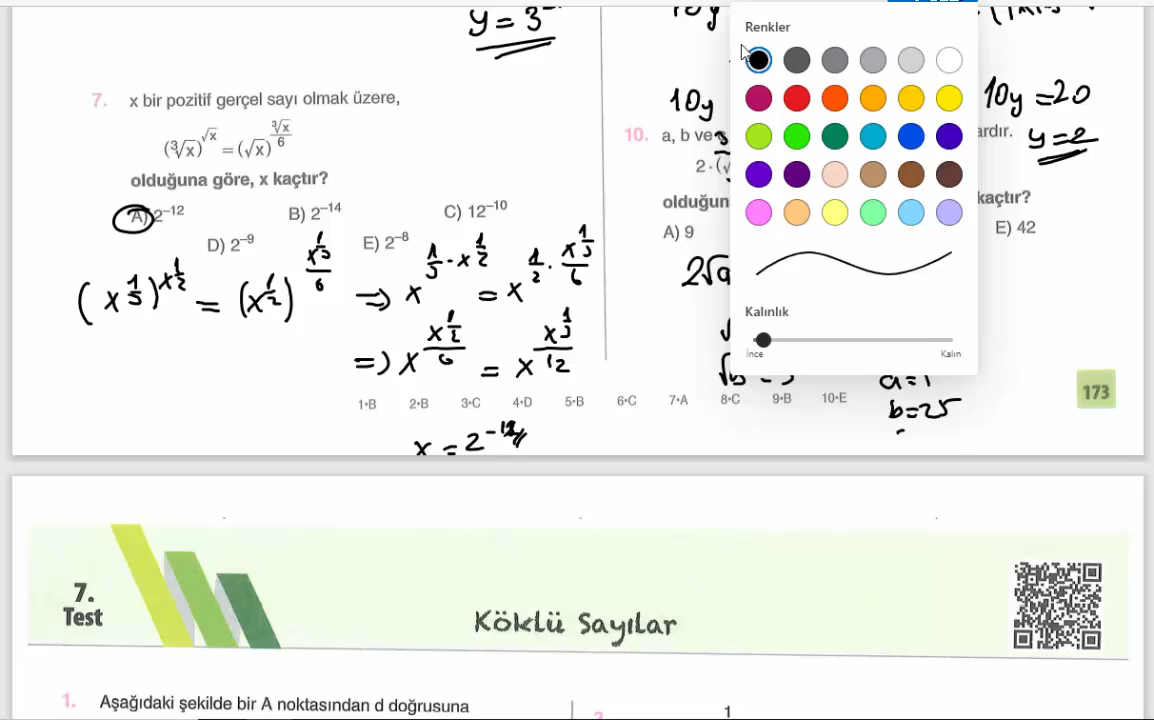 y = 3
7. x bir pozitif gerçel sayı olmak üzere,
(∛x)^√x = (√x)^(∛x/6)
olduğuna göre, x kaçtır?
A) 2⁻¹² B) 2⁻¹⁴ C) 12⁻¹⁰
D) 2⁻⁹ E) 2⁻⁸
(x^(1/3))^(x^(1/2)) = (x^(1/2))^(x^(1/3)/6) => x^(1/3 · x^(1/2)) = x^(1/2 · x^(1/3)/6)
=> x^(x^(1/2)/6) = x^(x^(1/3)/12)
x = 2⁻¹²
1•B 2•B 3•C 4•D 5•B 6•C 7•A 8•C 9•B 10•E
10y
10y = 20
y = 2
10. a, b ve
ardır.
2·(
kaçtır?
A) 9 E) 42
a = 1
b = 25
173
Renkler
Kalınlık
İnce Kalın
7.
Test
Köklü Sayılar
1. Aşağıdaki şekilde bir A noktasından d doğrusuna
1